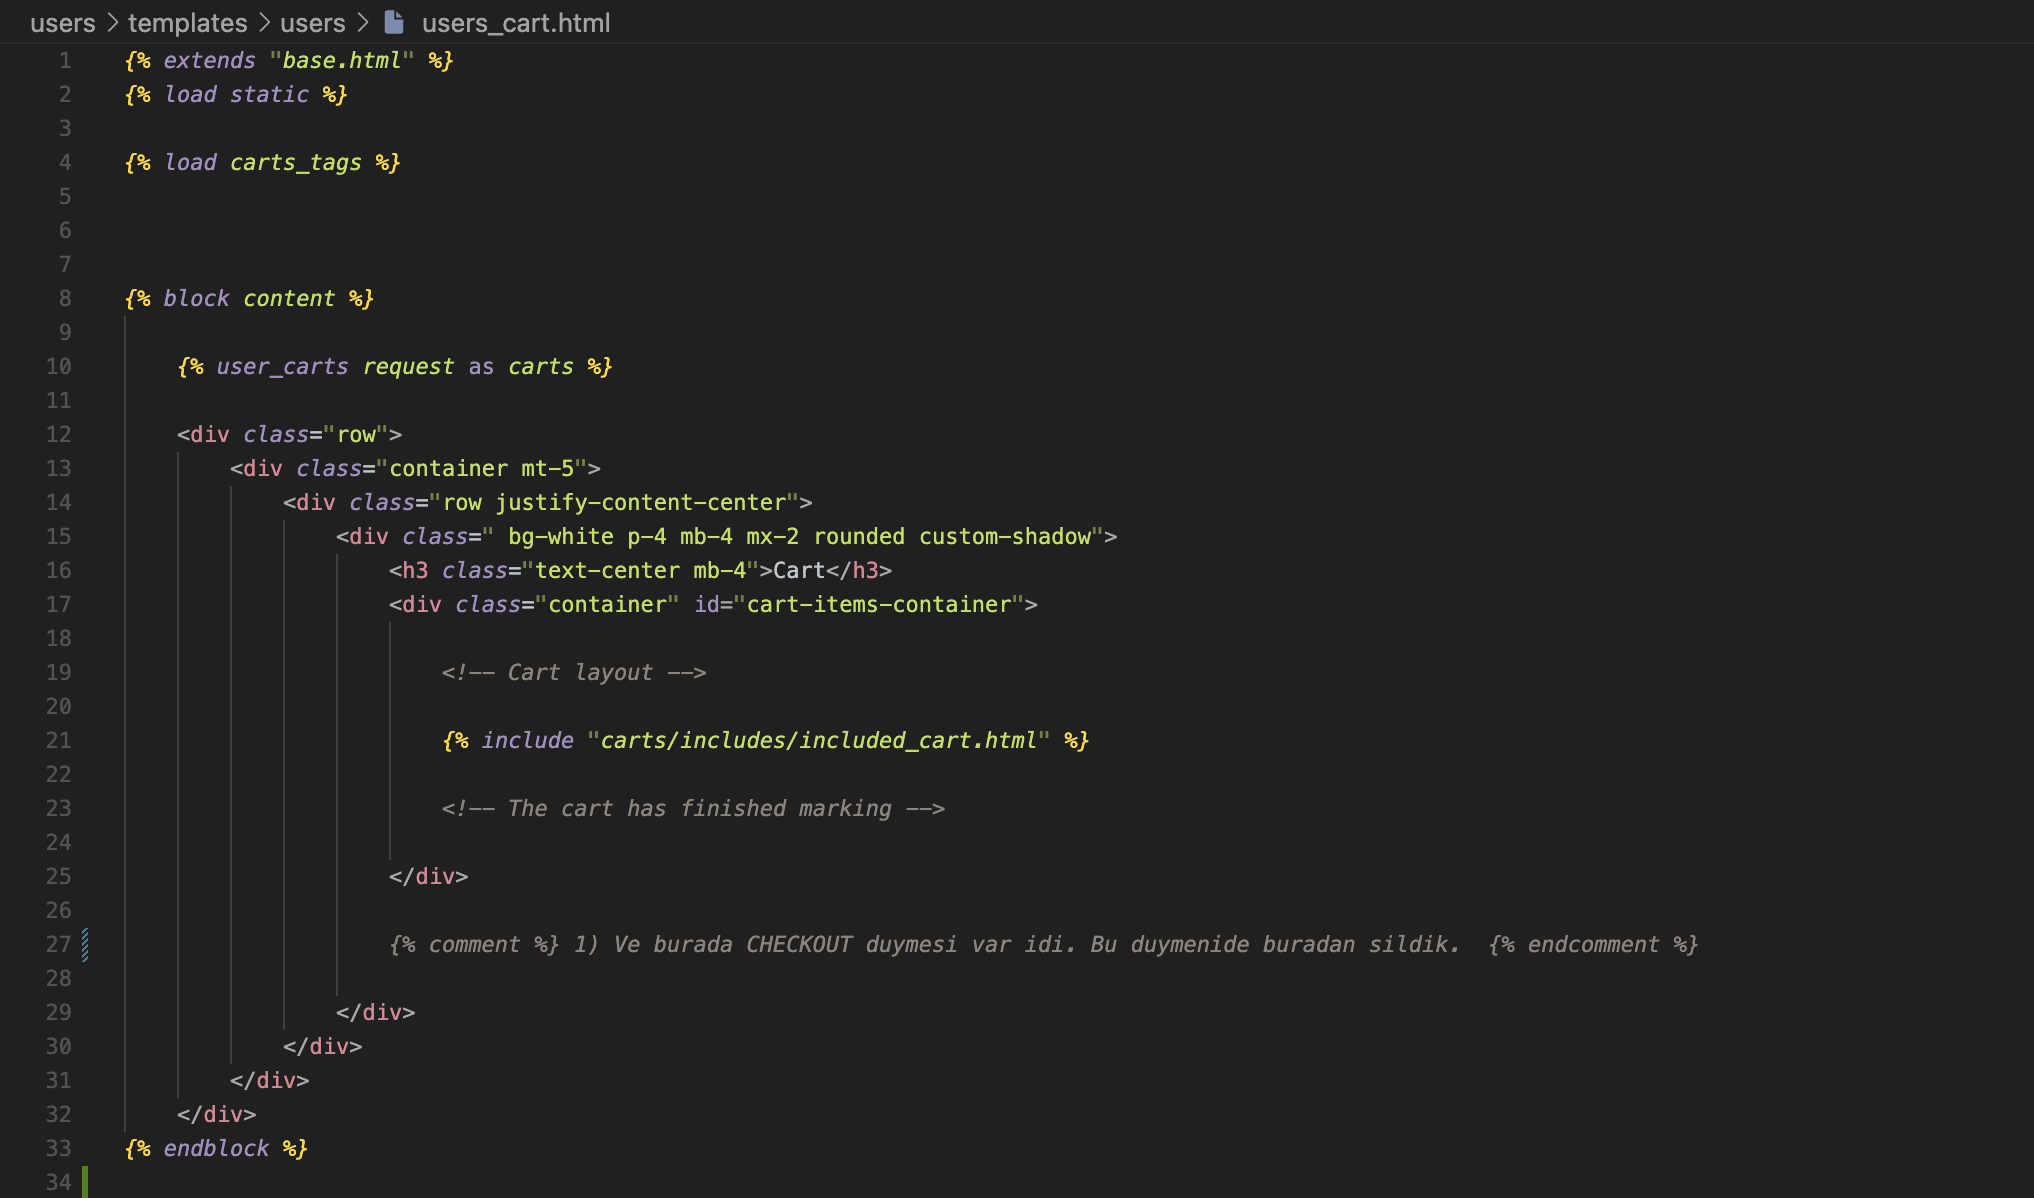 users > templates > users > users_cart.html
1 {% extends "base.html" %}
2 {% load static %}
3
4 {% load carts_tags %}
5
6
7
8 {% block content %}
9
10 {% user_carts request as carts %}
11
12 <div class="row">
13 <div class="container mt-5">
14 <div class="row justify-content-center">
15 <div class=" bg-white p-4 mb-4 mx-2 rounded custom-shadow">
16 <h3 class="text-center mb-4">Cart</h3>
17 <div class="container" id="cart-items-container">
18
19 <!-- Cart layout -->
20
21 {% include "carts/includes/included_cart.html" %}
22
23 <!-- The cart has finished marking -->
24
25 </div>
26
27 {% comment %} 1) Ve burada CHECKOUT duymesi var idi. Bu duymenide buradan sildik.  {% endcomment %}
28
29 </div>
30 </div>
31 </div>
32 </div>
33 {% endblock %}
34